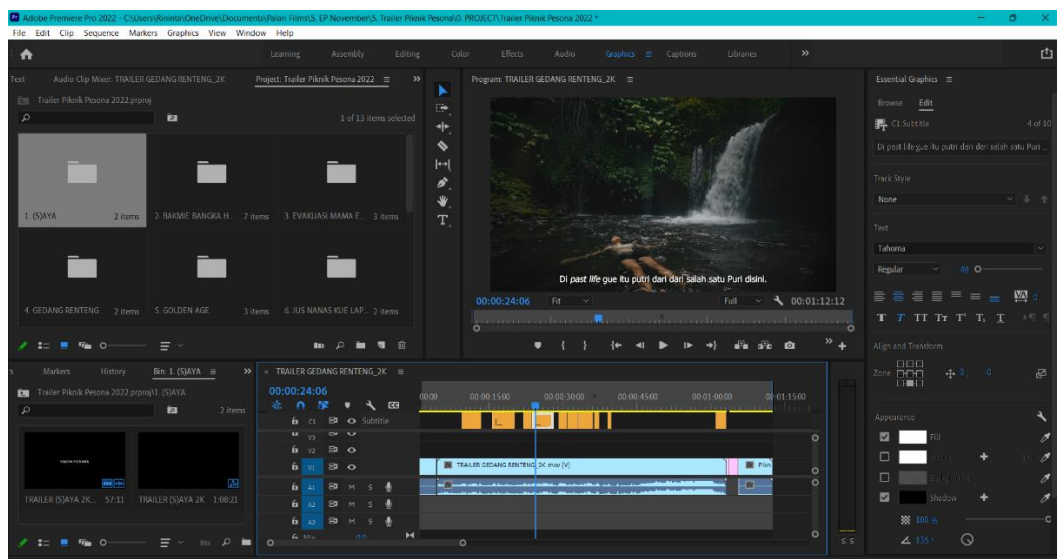 Adobe Premiere Pro 2022 - C:\Users\Rininta\OneDrive\Documents\Palari Films\5. EP November\5. Trailer Piknik Pesona\0. PROJECT\Trailer Piknik Pesona 2022 *
File Edit Clip Sequence Markers Graphics View Window Help
Learning Assembly Editing Color Effects Audio Graphics Captions Libraries
Text Audio Clip Mixer: TRAILER GEDANG RENTENG_2K Project: Trailer Piknik Pesona 2022
Trailer Piknik Pesona 2022.prproj
1 of 13 items selected
1. (S)AYA 2 items
2. BAKMIE BANGKA H... 7 items
3. EVAKUASI MAMA E... 3 items
4. GEDANG RENTENG 2 items
5. GOLDEN AGE 3 items
6. JUS NANAS KUE LAP... 2 items
Program: TRAILER GEDANG RENTENG_2K
Di past life gue itu putri dari dari salah satu Puri disini.
00:00:24:06 Fit Full 00:01:12:12
Essential Graphics
Browse Edit
C1: Subtitle 4 of 10
Di past life gue itu putri dari dari salah satu Puri ...
Track Style
None
Text
Tahoma
Regular 48
Align and Transform
Zone
Appearance
Fill
Shadow
100 %
135°
Markers History Bin: 1. (S)AYA
Trailer Piknik Pesona 2022.prproj\1. (S)AYA
2 items
TRAILER (S)AYA 2K... 57:11
TRAILER (S)AYA 2K 1:08:21
TRAILER GEDANG RENTENG_2K
00:00:24:06
00:00 00:00:15:00 00:00:30:00 00:00:45:00 00:01:00:00 00:01:15:00
C1 Subtitle
V3
V2
V1 TRAILER GEDANG RENTENG_2K.mov [V]
A1 M S
A2 M S
A3 M S
S S